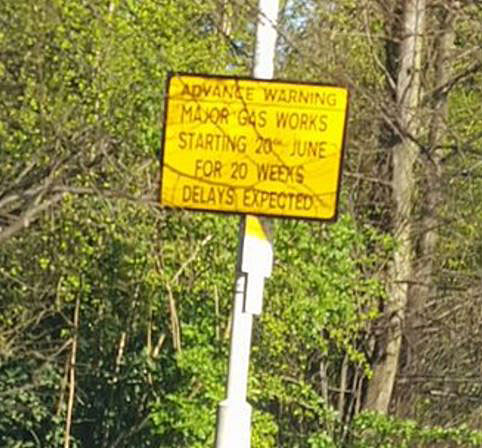 ADVANCE WARNING
MAJOR GAS WORKS
STARTING 20TH JUNE
FOR 20 WEEKS
DELAYS EXPECTED